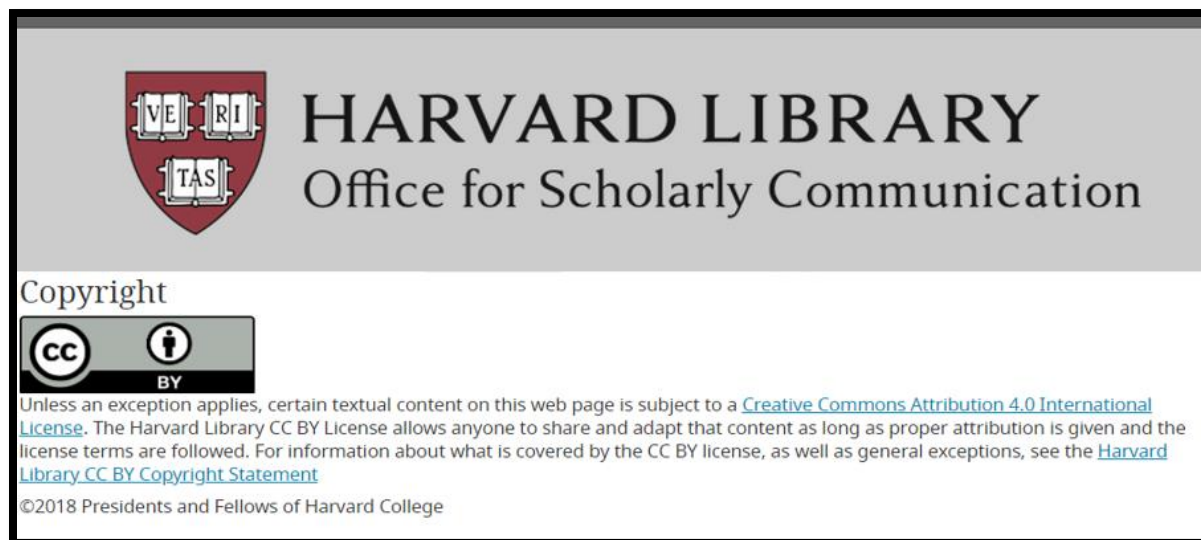 VE RI
TAS
HARVARD LIBRARY
Office for Scholarly Communication
Copyright
cc
BY
Unless an exception applies, certain textual content on this web page is subject to a Creative Commons Attribution 4.0 International
License. The Harvard Library CC BY License allows anyone to share and adapt that content as long as proper attribution is given and the
license terms are followed. For information about what is covered by the CC BY license, as well as general exceptions, see the Harvard
Library CC BY Copyright Statement
©2018 Presidents and Fellows of Harvard College